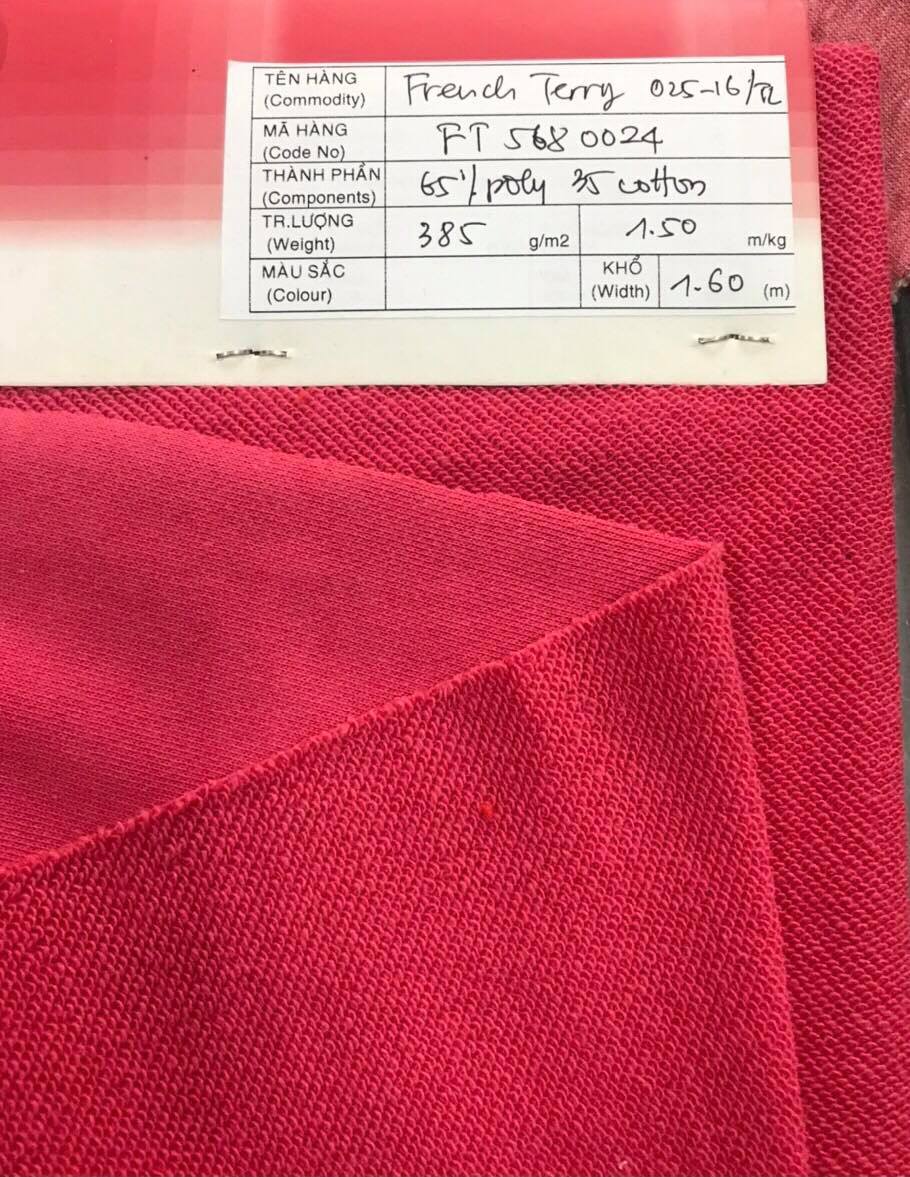 TÊN HÀNG French Terry 025-16/TL
(Commodity)
MÃ HÀNG FT 568 0024
(Code No)
THÀNH PHẦN 65% poly 35 cotton
(Components)
TR.LƯỢNG 385 g/m2 1.50 m/kg
(Weight)
MÀU SẮC KHỔ 1.60 (m)
(Colour) (Width)